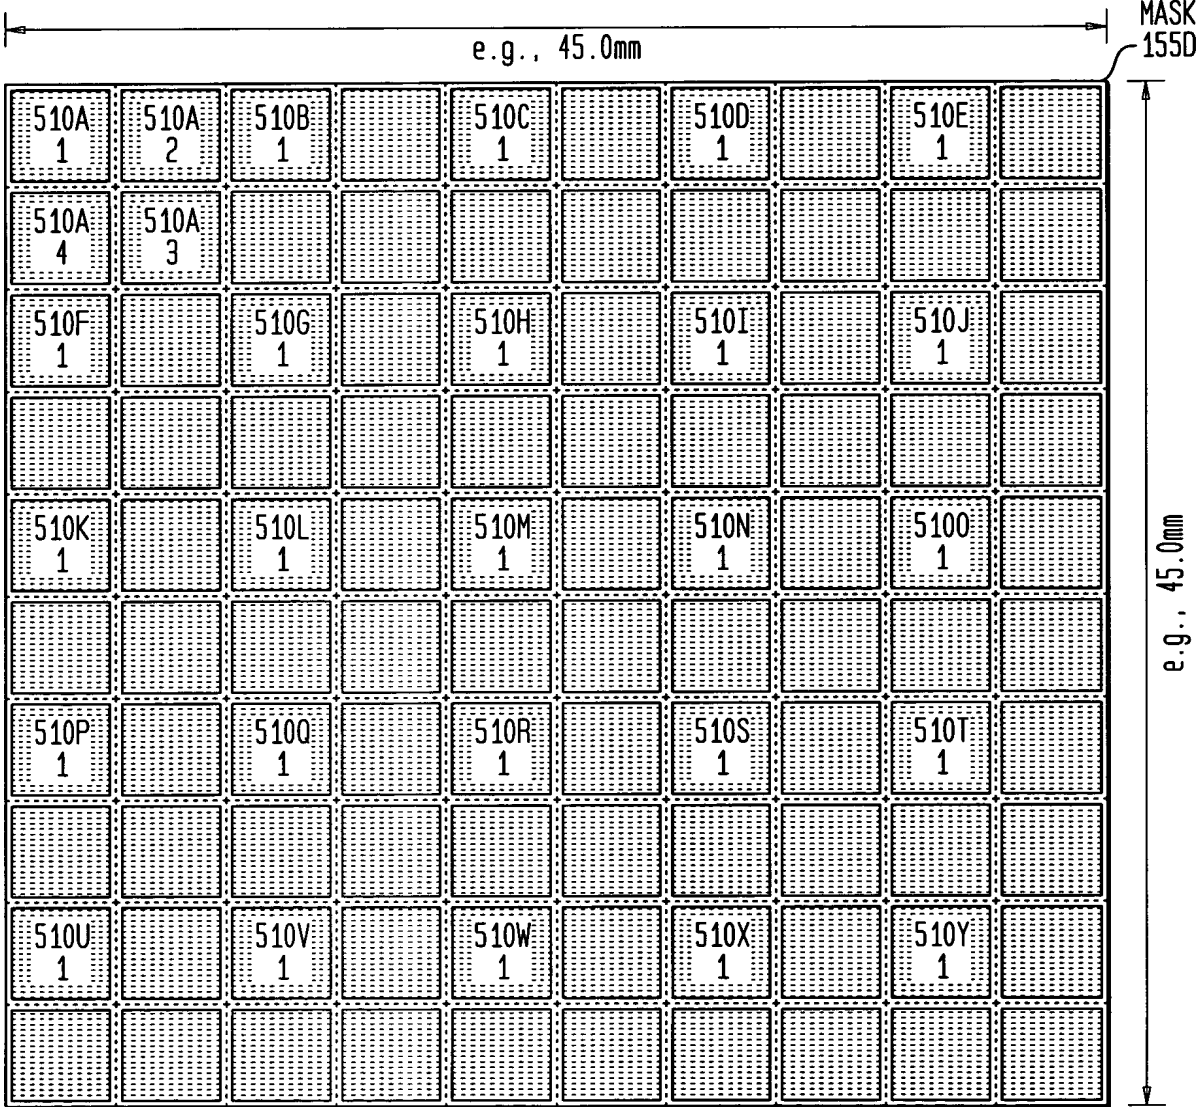 MASK
155D
e.g., 45.0mm
510A 510A 510B 510C 510D 510E
1 2 1 1 1 1
510A 510A
4 3
510F 510G 510H 510I 510J
1 1 1 1 1
510K 510L 510M 510N 510O
1 1 1 1 1
e.g., 45.0mm
510P 510Q 510R 510S 510T
1 1 1 1 1
510U 510V 510W 510X 510Y
1 1 1 1 1